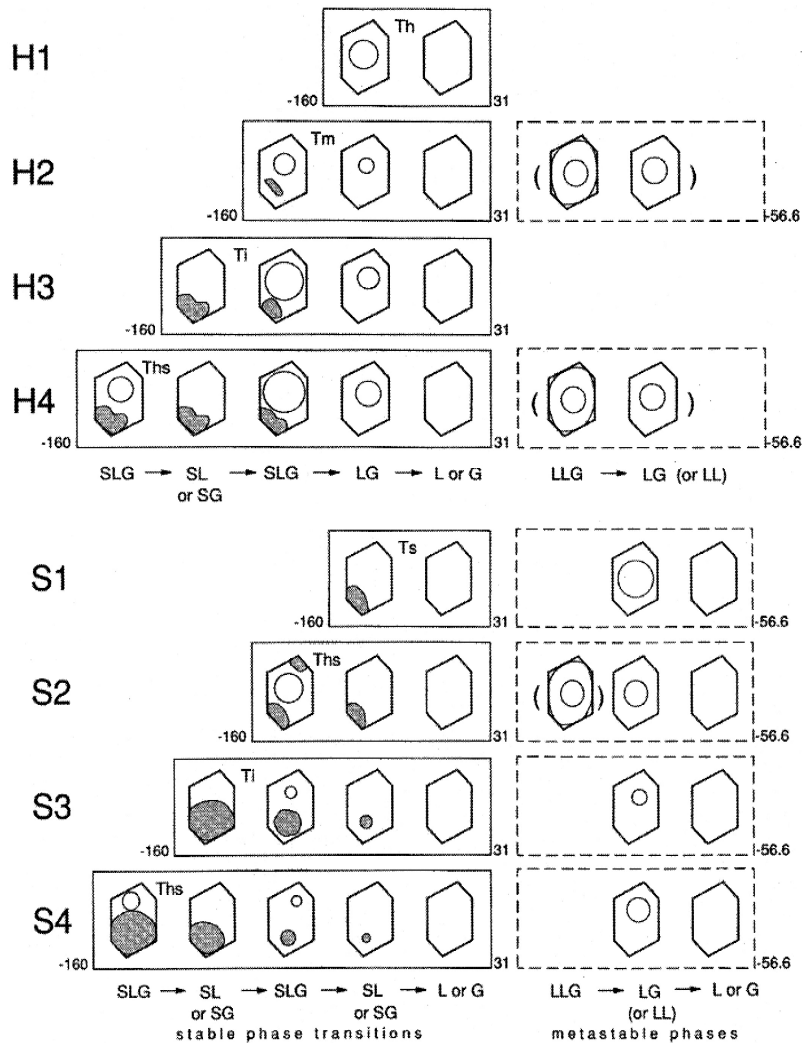 H1
Th
-160
31
H2
Tm
-160
31
( )
-56.6
H3
Ti
-160
31
H4
Ths
-160
31
( )
-56.6
SLG → SL or SG → SLG → LG → L or G
LLG → LG (or LL)
S1
Ts
-160
31
-56.6
S2
Ths
-160
31
( )
-56.6
S3
Ti
-160
31
-56.6
S4
Ths
-160
31
-56.6
SLG → SL or SG → SLG → SL or SG → L or G
LLG → LG (or LL) → L or G
stable phase transitions
metastable phases